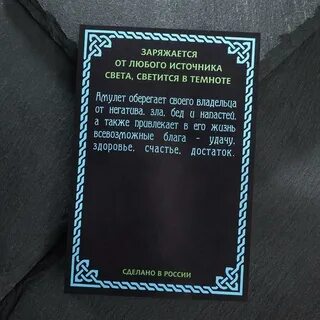 ЗАРЯЖАЕТСЯ
ОТ ЛЮБОГО ИСТОЧНИКА
СВЕТА, СВЕТИТСЯ В ТЕМНОТЕ
Амулет оберегает своего владельца
от негатива, зла, бед и напастей,
а также привлекает в его жизнь
всевозможные блага - удачу,
здоровье, счастье, достаток.
СДЕЛАНО В РОССИИ